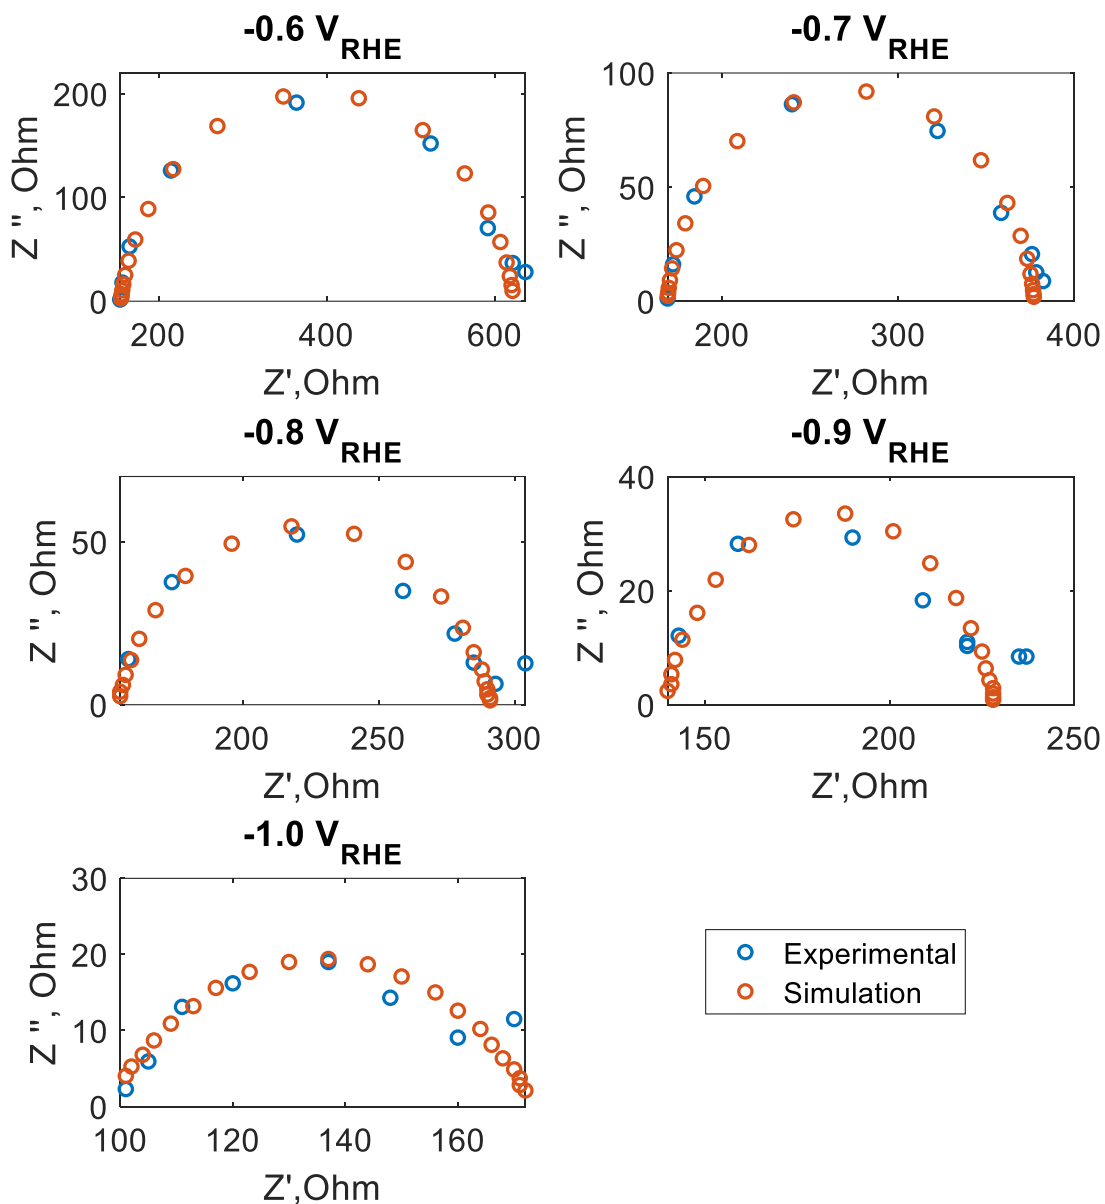 -0.6 V_RHE
-0.7 V_RHE
200
100
0
Z ", Ohm
200
400
600
Z',Ohm
100
50
0
Z ", Ohm
200
300
400
Z',Ohm
-0.8 V_RHE
-0.9 V_RHE
50
0
Z ", Ohm
200
250
300
Z',Ohm
40
20
0
Z ", Ohm
150
200
250
Z',Ohm
-1.0 V_RHE
30
20
10
0
Z ", Ohm
100
120
140
160
Z',Ohm
Experimental
Simulation